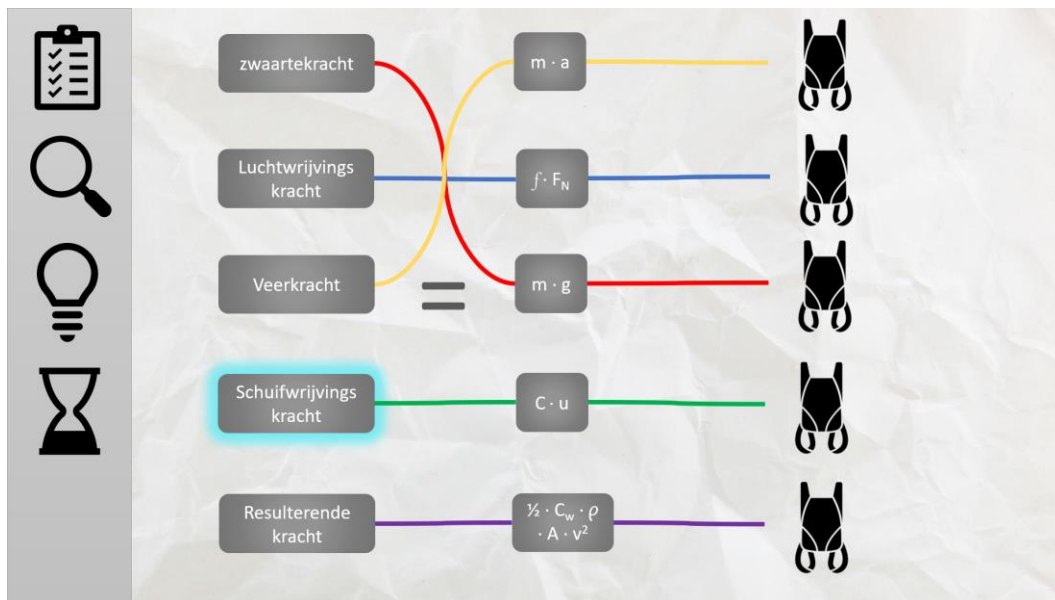 zwaartekracht
m · a
Luchtwrijvings
kracht
f · F_N
Veerkracht
=
m · g
Schuifwrijvings
kracht
C · u
Resulterende
kracht
½ · C_w · ρ
· A · v²